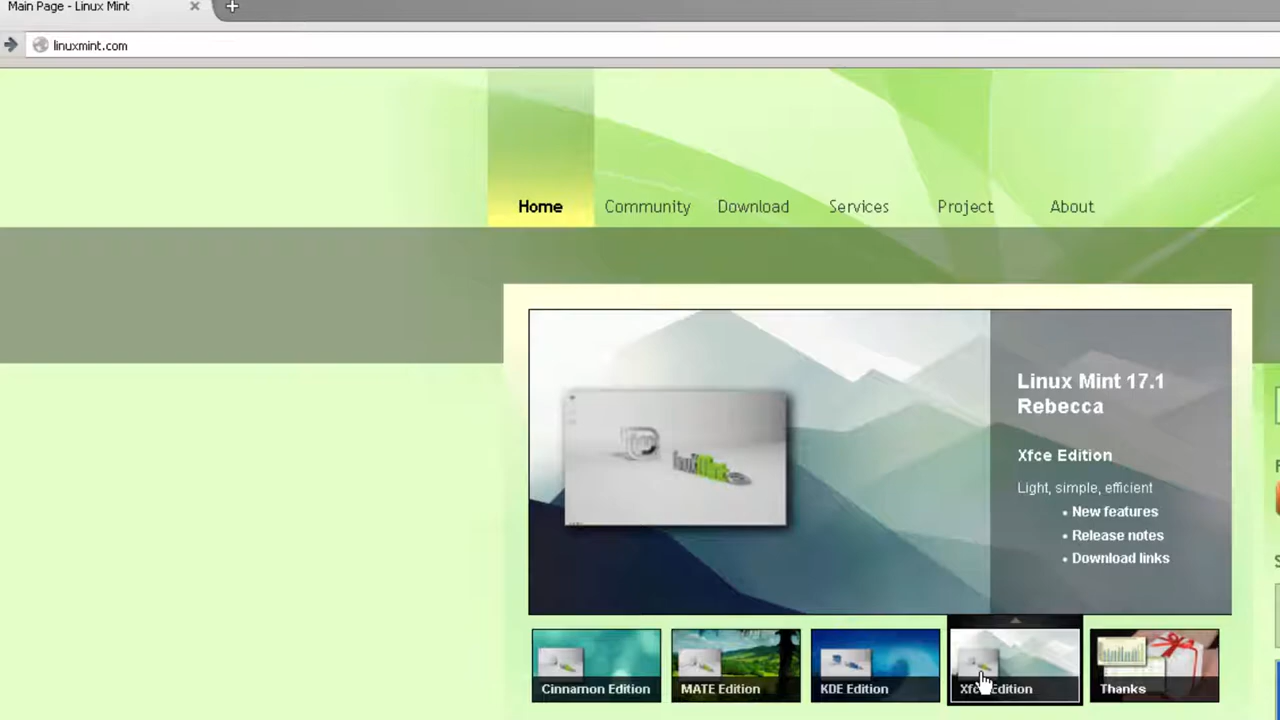 Main Page - Linux Mint
linuxmint.com
Home Community Download Services Project About
Linux Mint 17.1
Rebecca
Xfce Edition
Light, simple, efficient
• New features
• Release notes
• Download links
Cinnamon Edition MATE Edition KDE Edition Xfce Edition Thanks